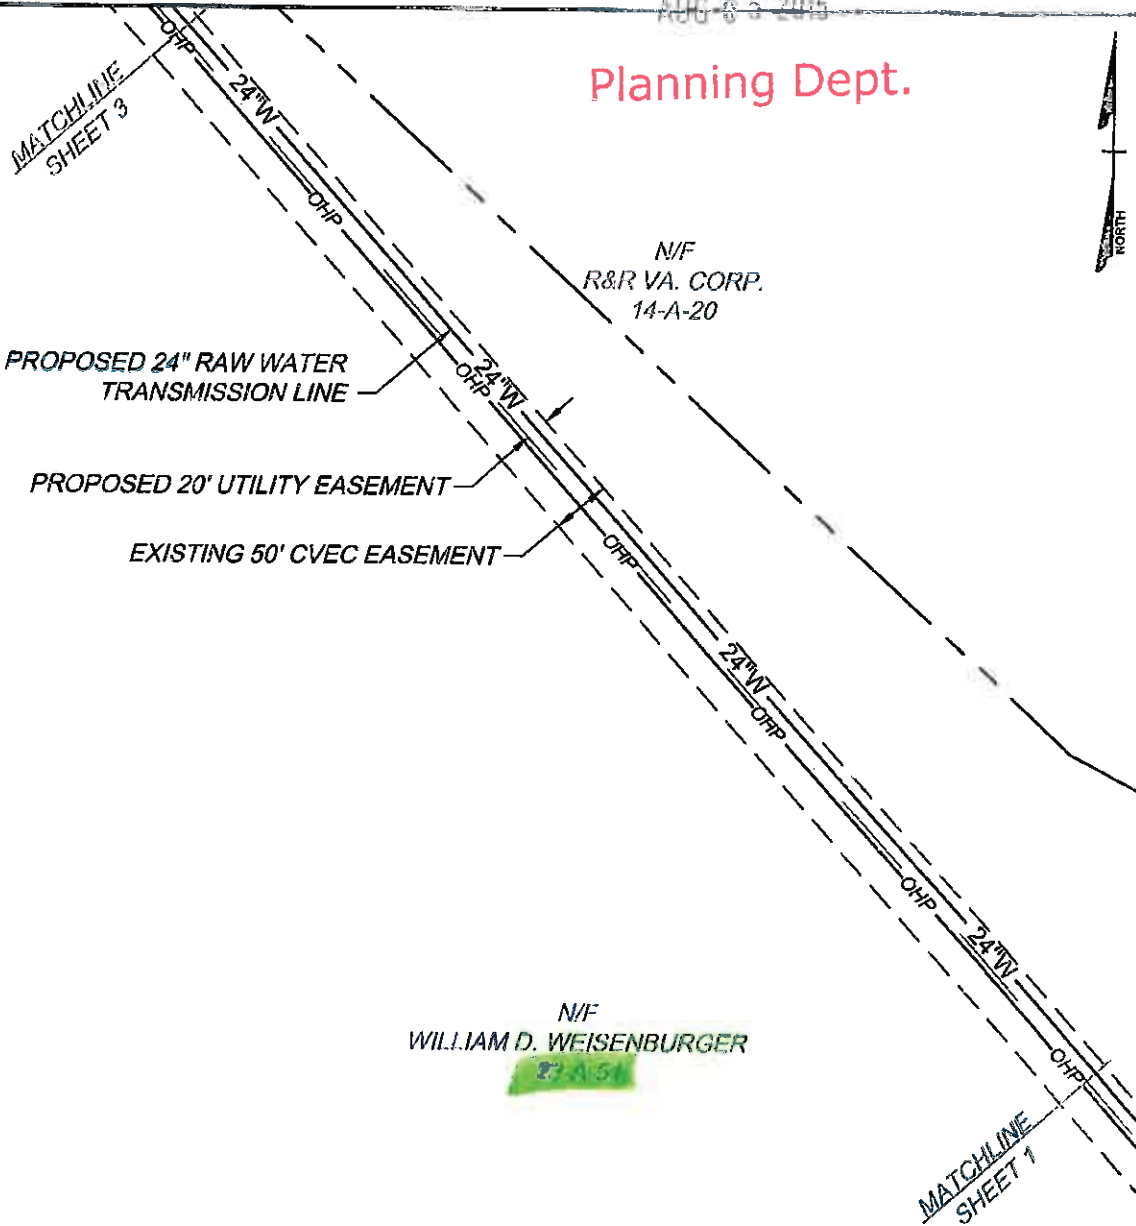 Planning Dept.
MATCHLINE
SHEET 3
OHP
24"W
OHP
NORTH
N/F
R&R VA. CORP.
14-A-20
PROPOSED 24" RAW WATER
TRANSMISSION LINE
24"W
OHP
PROPOSED 20' UTILITY EASEMENT
EXISTING 50' CVEC EASEMENT
OHP
24"W
OHP
OHP
24"W
N/F
WILLIAM D. WEISENBURGER
OHP
MATCHLINE
SHEET 1